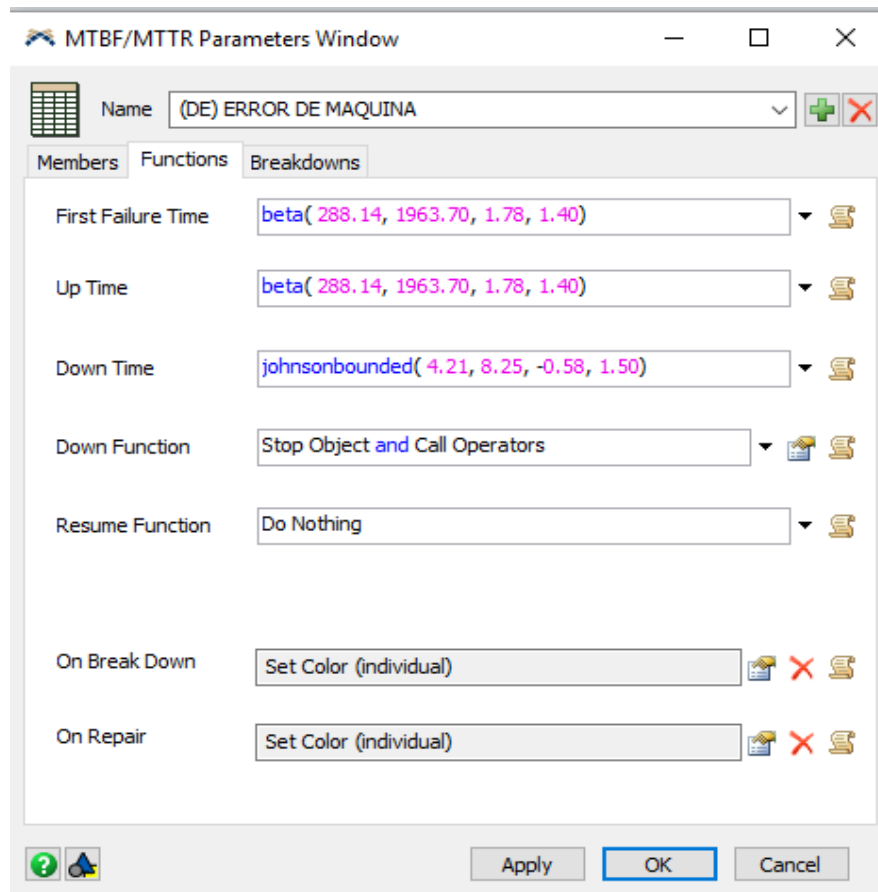 MTBF/MTTR Parameters Window
Name (DE) ERROR DE MAQUINA
Members Functions Breakdowns
First Failure Time beta( 288.14, 1963.70, 1.78, 1.40)
Up Time beta( 288.14, 1963.70, 1.78, 1.40)
Down Time johnsonbounded( 4.21, 8.25, -0.58, 1.50)
Down Function Stop Object and Call Operators
Resume Function Do Nothing
On Break Down Set Color (individual)
On Repair Set Color (individual)
Apply OK Cancel